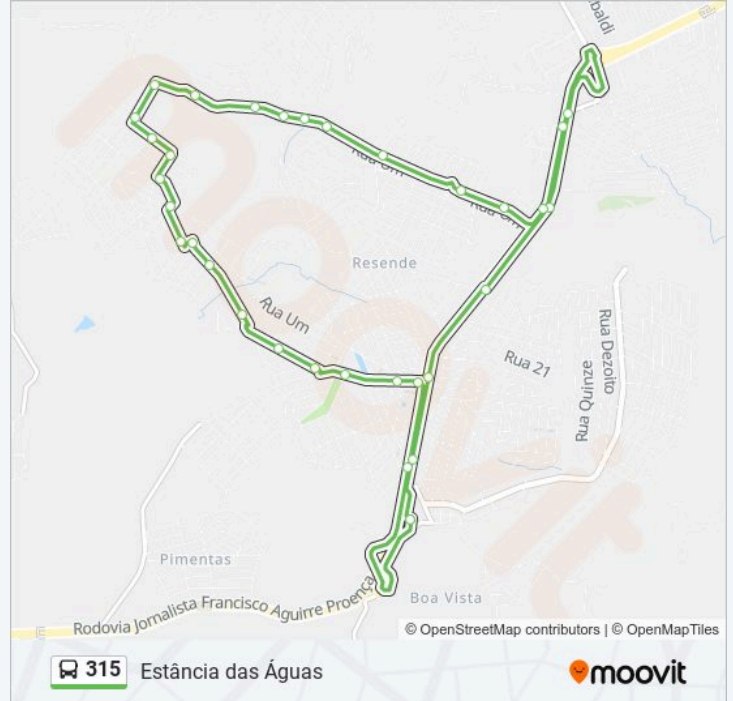 baldi
Rua Um
Rua Um
Resende
Rua Um
Rua Dezoito
Rua 21
Rua Quinze
moovit
Pimentas
Boa Vista
Rodovia Jornalista Francisco Aguirre Proença
© OpenStreetMap contributors | © OpenMapTiles
315 Estância das Águas
moovit